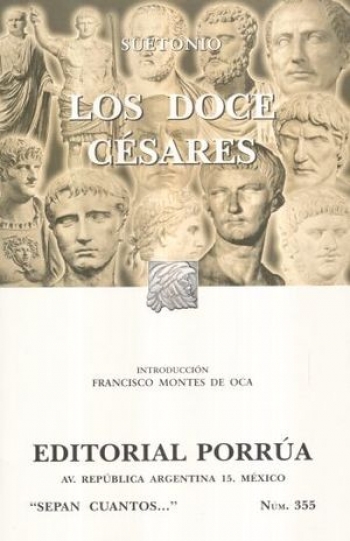 SUETONIO
LOS DOCE
CÉSARES
INTRODUCCIÓN
FRANCISCO MONTES DE OCA
EDITORIAL PORRÚA
AV. REPÚBLICA ARGENTINA 15, MÉXICO
"SEPAN CUANTOS..." NÚM. 355